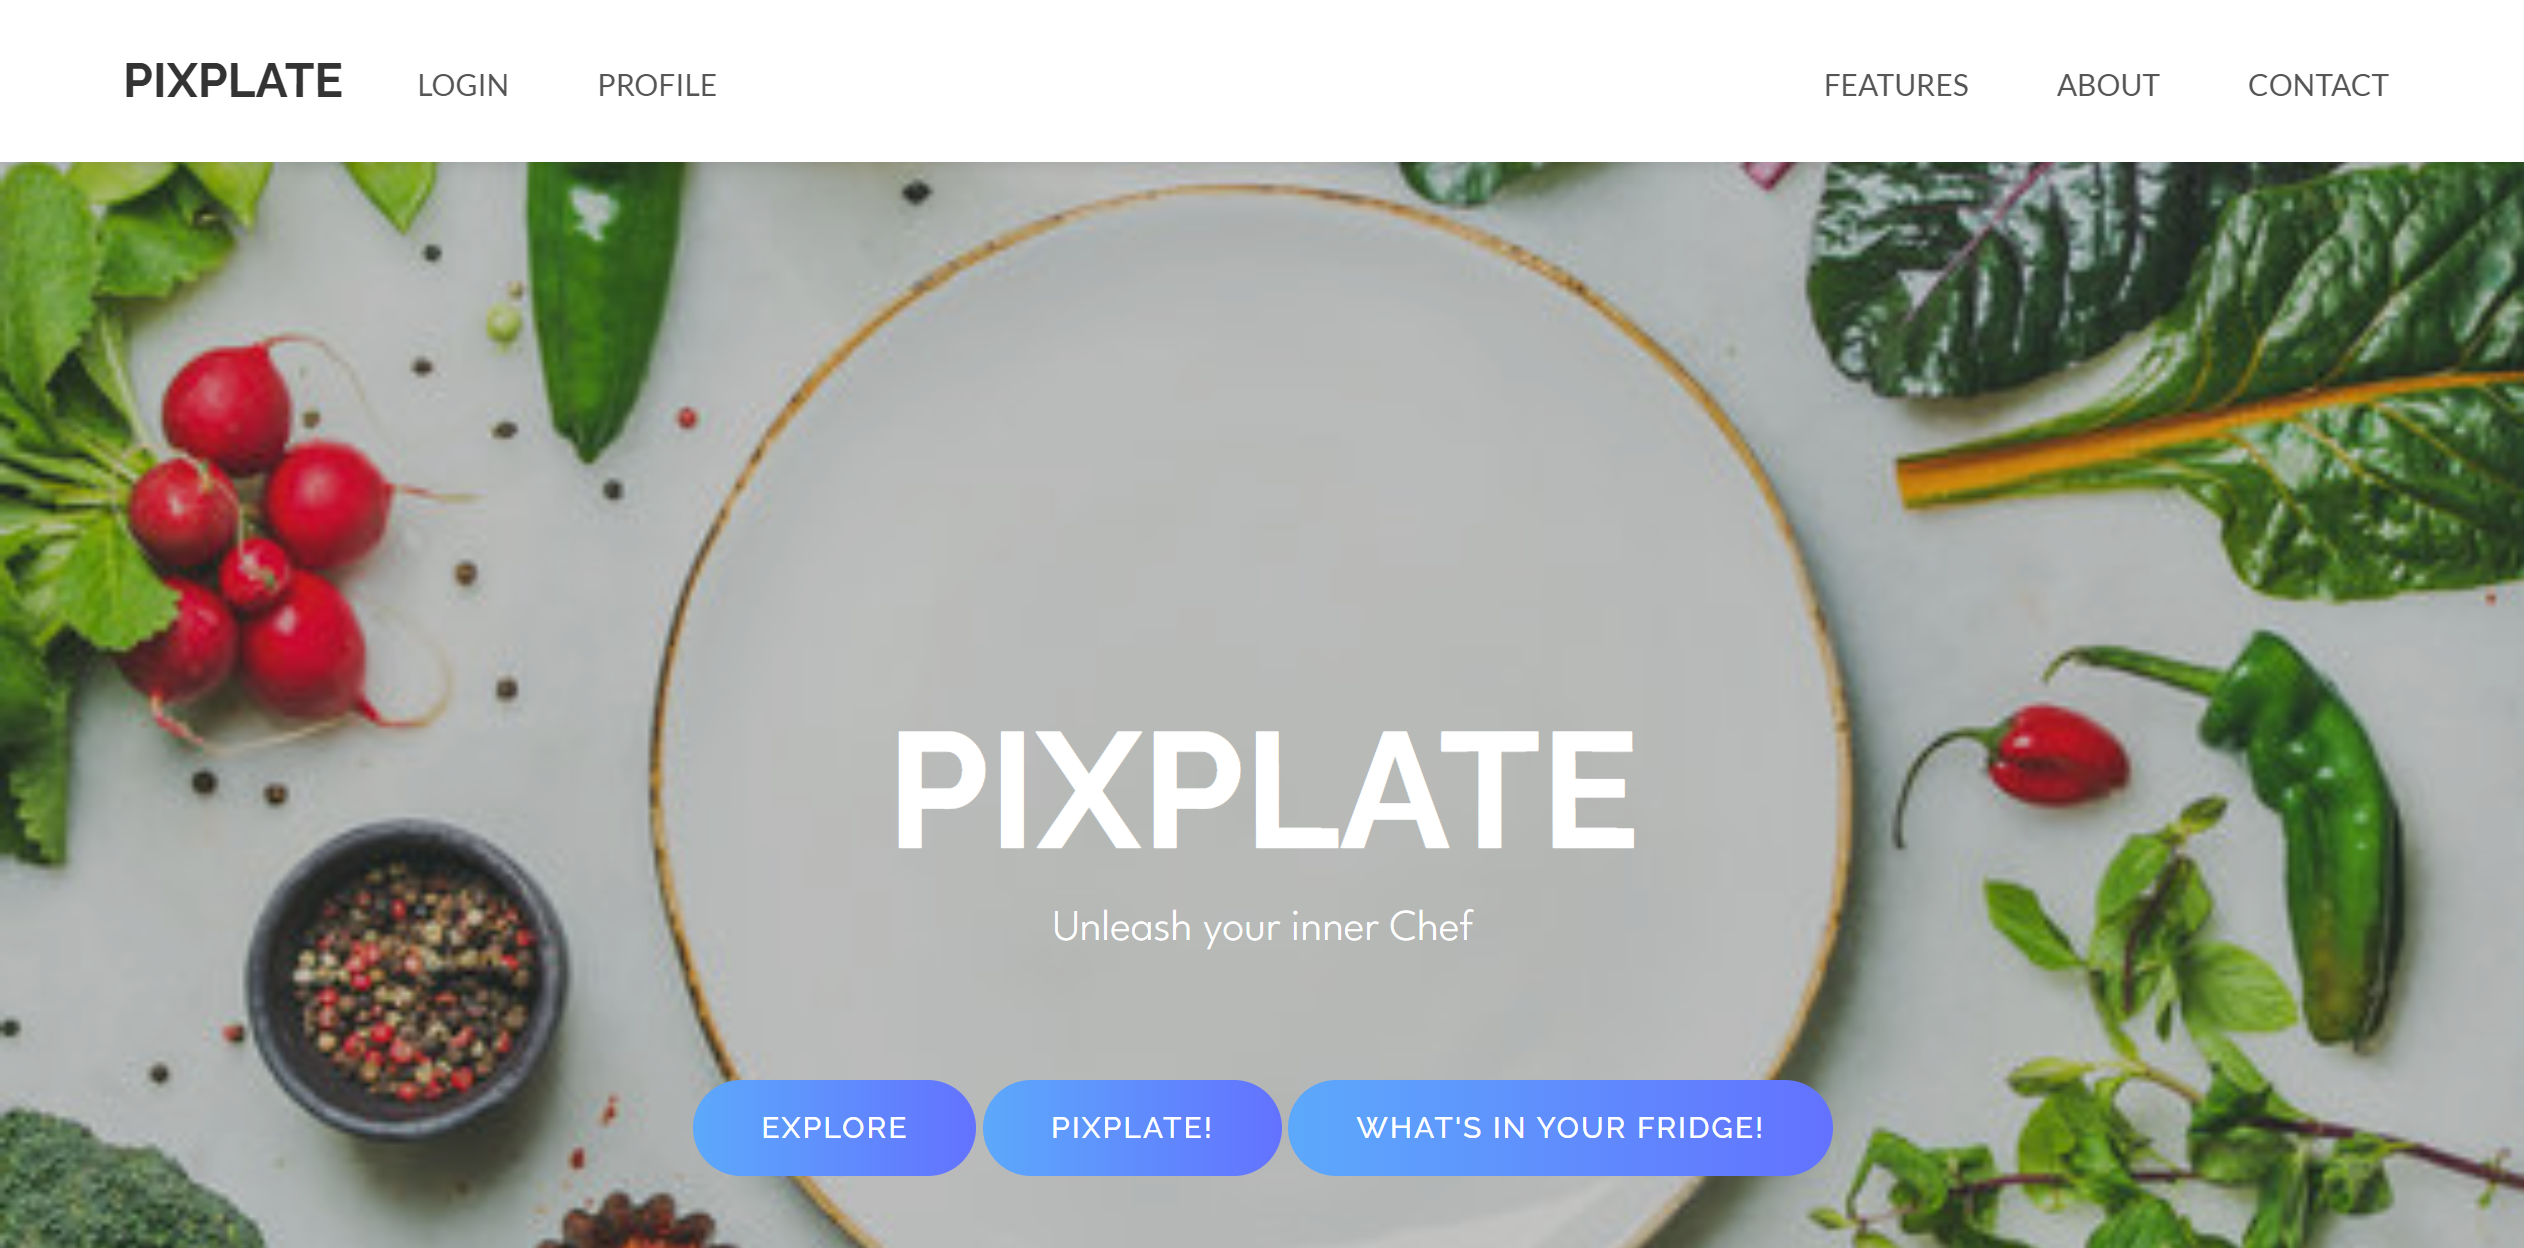 PIXPLATE LOGIN PROFILE FEATURES ABOUT CONTACT
PIXPLATE
Unleash your inner Chef
EXPLORE PIXPLATE! WHAT'S IN YOUR FRIDGE!